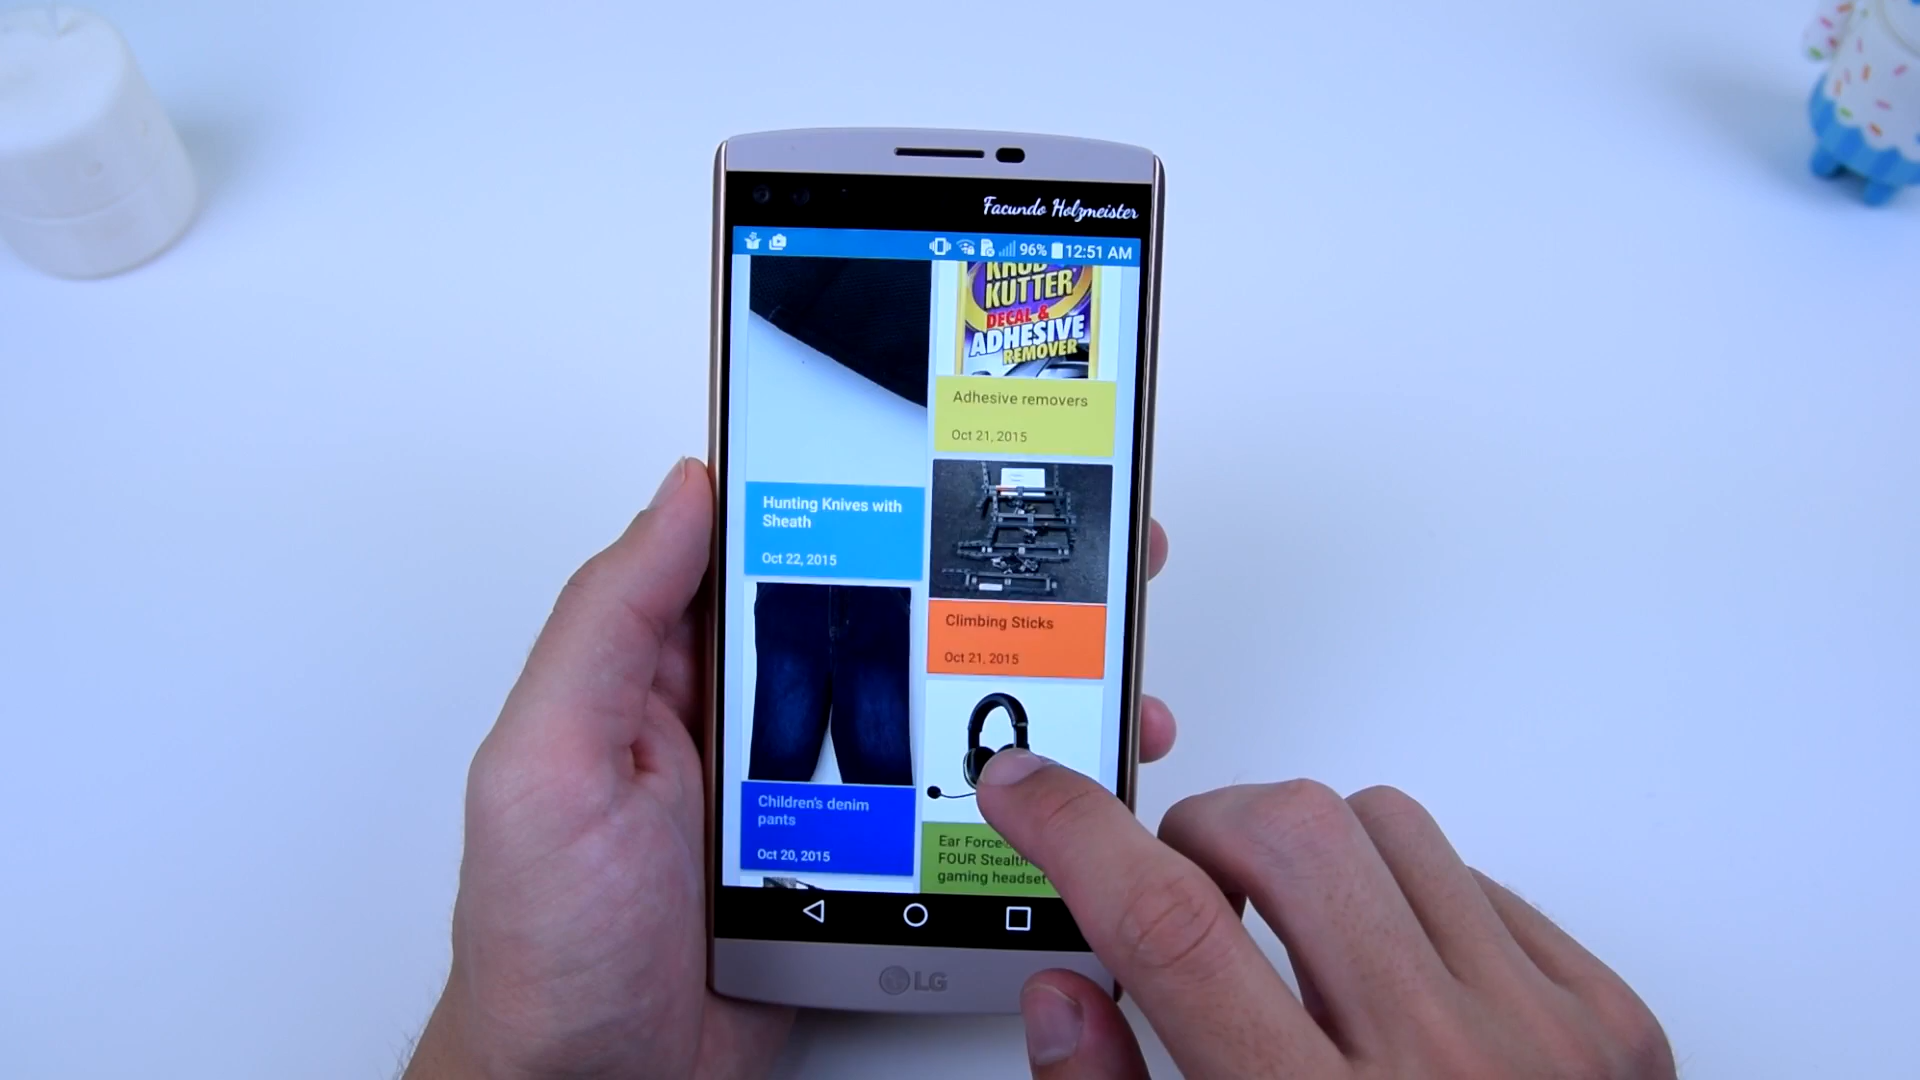 Facundo Holzmeister
96% 12:51 AM
KRUD
KUTTER
DECAL &
ADHESIVE
REMOVER
Adhesive removers
Oct 21, 2015
Hunting Knives with
Sheath
Oct 22, 2015
Climbing Sticks
Oct 21, 2015
Children's denim
pants
Oct 20, 2015
Ear Force
FOUR Stealth
gaming headset
LG